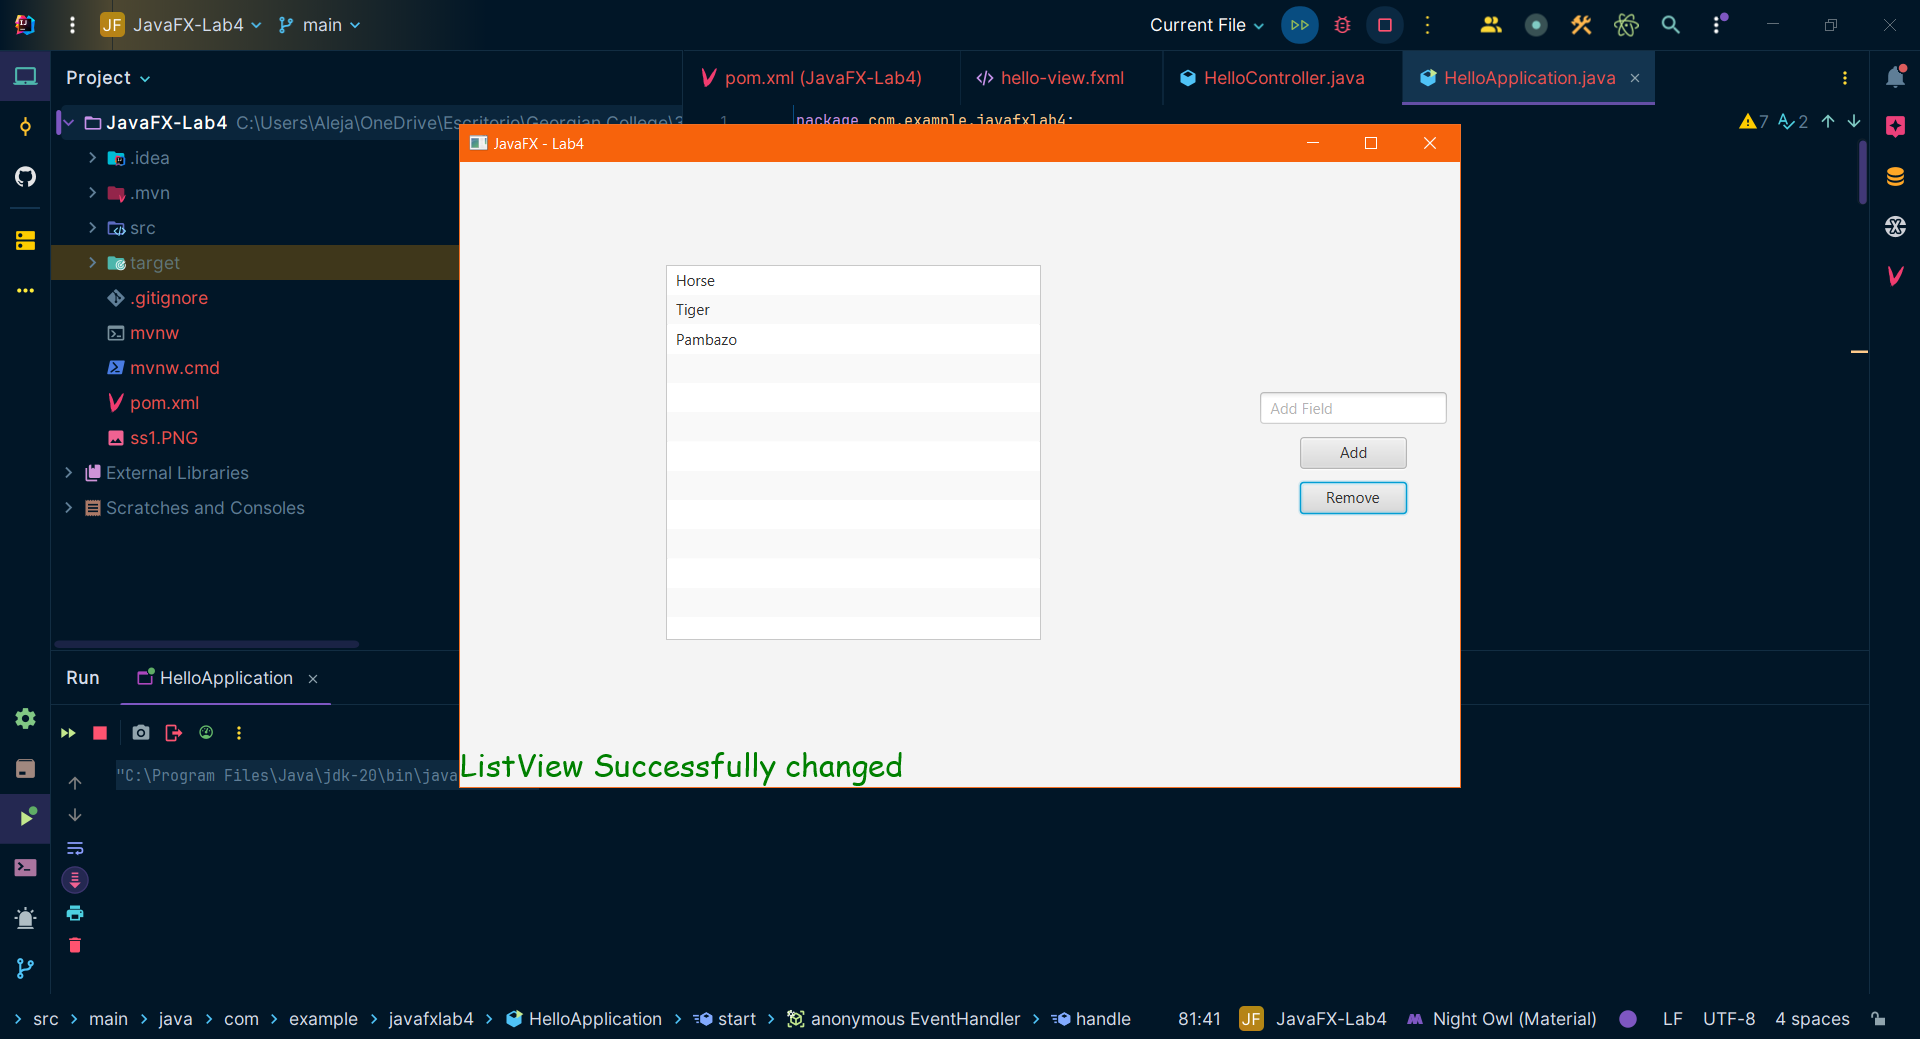 JF JavaFX-Lab4 main Current File
Project pom.xml (JavaFX-Lab4) hello-view.fxml HelloController.java HelloApplication.java
JavaFX-Lab4 C:\Users\Aleja\OneDrive\Escritorio\Georgian College\3 1 package com.example.javafxlab4; 7 2
JavaFX - Lab4
.idea
.mvn
src
target
.gitignore
mvnw
mvnw.cmd
pom.xml
ss1.PNG
External Libraries
Scratches and Consoles
Horse
Tiger
Pambazo
Add Field
Add
Remove
ListView Successfully changed
Run HelloApplication
"C:\Program Files\Java\jdk-20\bin\java
src main java com example javafxlab4 HelloApplication start anonymous EventHandler handle 81:41 JF JavaFX-Lab4 Night Owl (Material) LF UTF-8 4 spaces